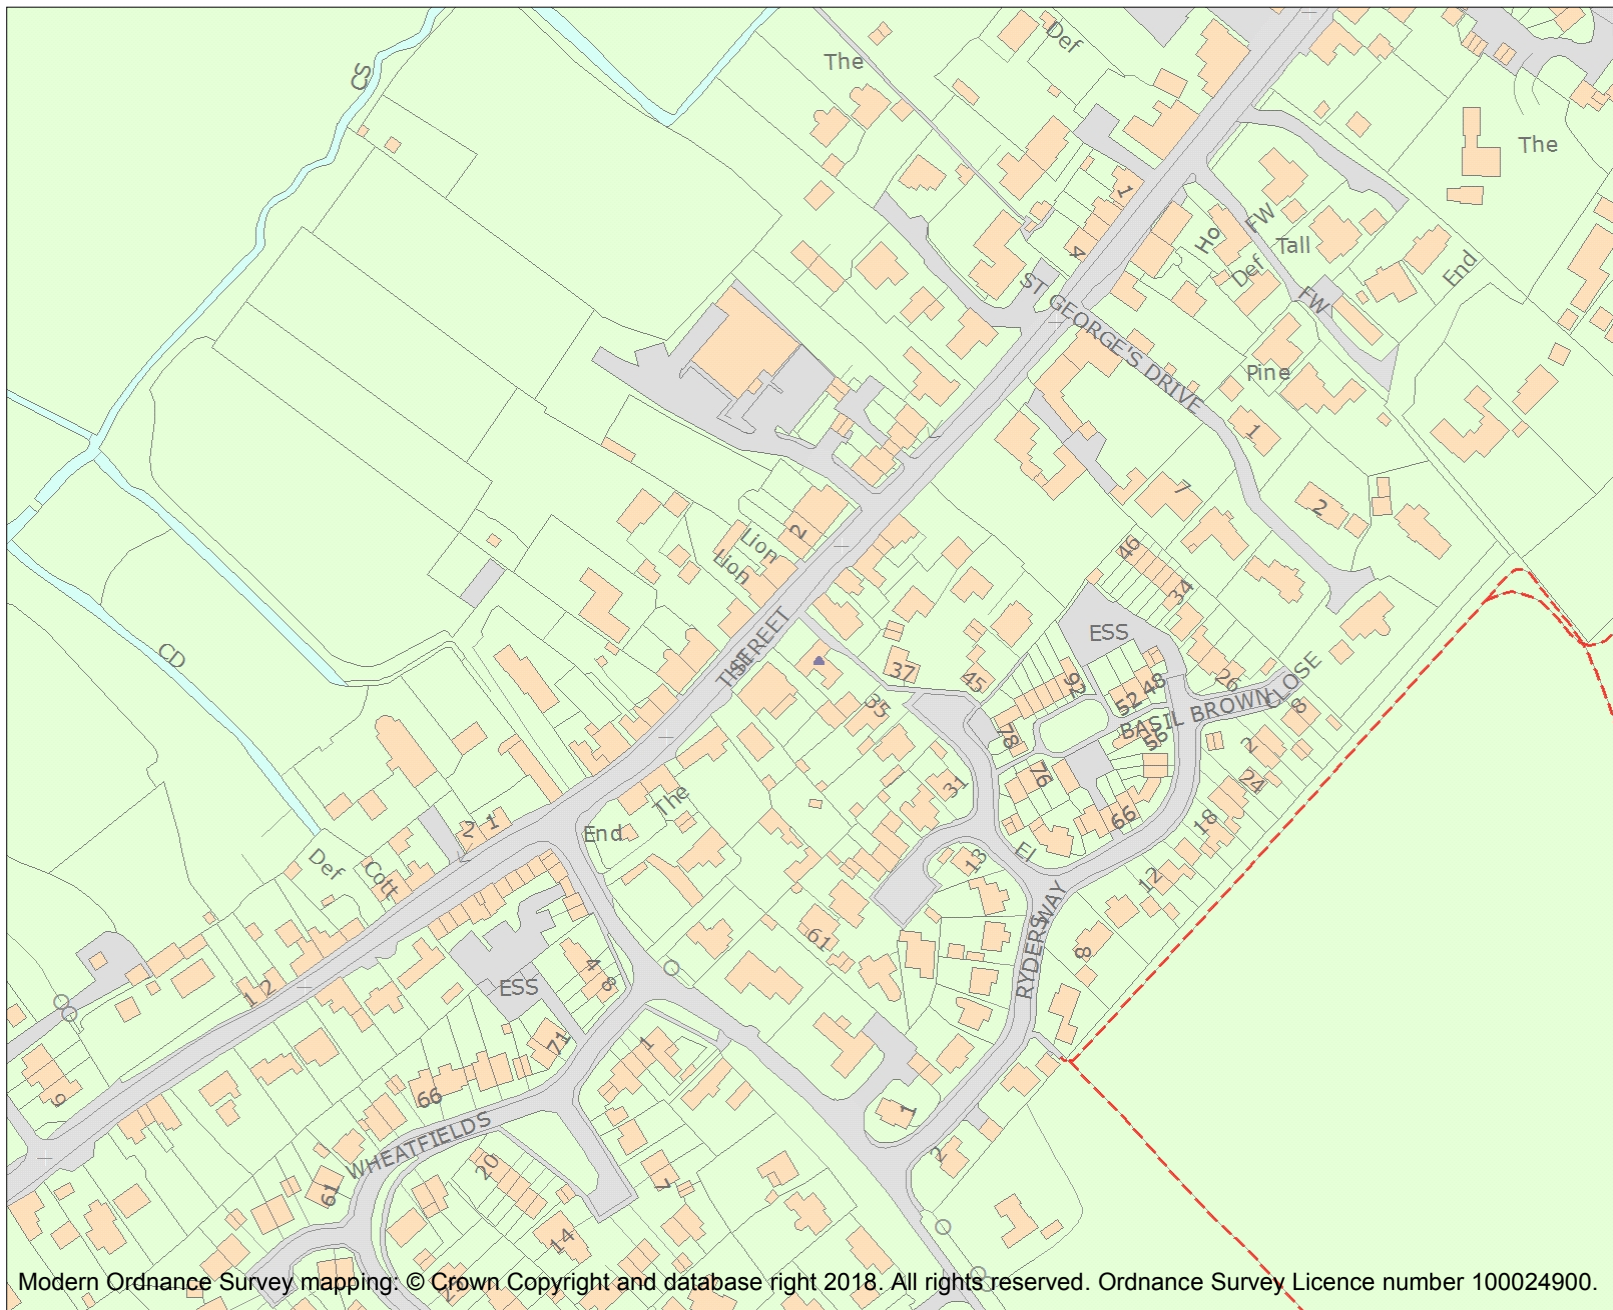 CS
The
Def
The
1
4
Ho
FW
Tall
Def
End
FW
ST GEORGE'S DRIVE
Pine
1
7
2
2
Lion
Lion
46
34
ESS
CD
STREET
37
45
35
92
52
48
26
BASIL BROWN CLOSE
8
78
56
2
76
24
31
The
66
18
2 1
End
El
13
12
Def
Cott
RYDERS WAY
61
8
4
8
ESS
1 2
71
1
66
9
WHEATFIELDS
1
2
20
61
7
14
Modern Ordnance Survey mapping: © Crown Copyright and database right 2018. All rights reserved. Ordnance Survey Licence number 100024900.